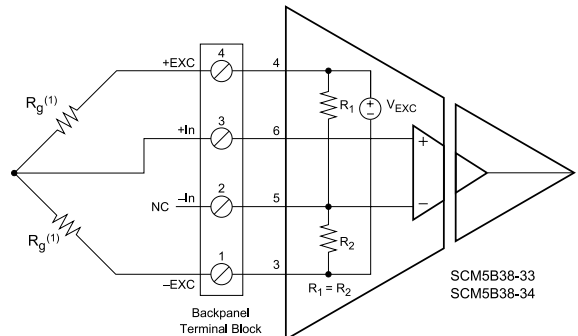 +EXC
4
4
Rg(1)
R1
+
−
VEXC
+In
3
6
+
−In
NC
2
5
−
Rg(1)
R2
1
3
−EXC
R1 = R2
SCM5B38-33
SCM5B38-34
Backpanel
Terminal Block